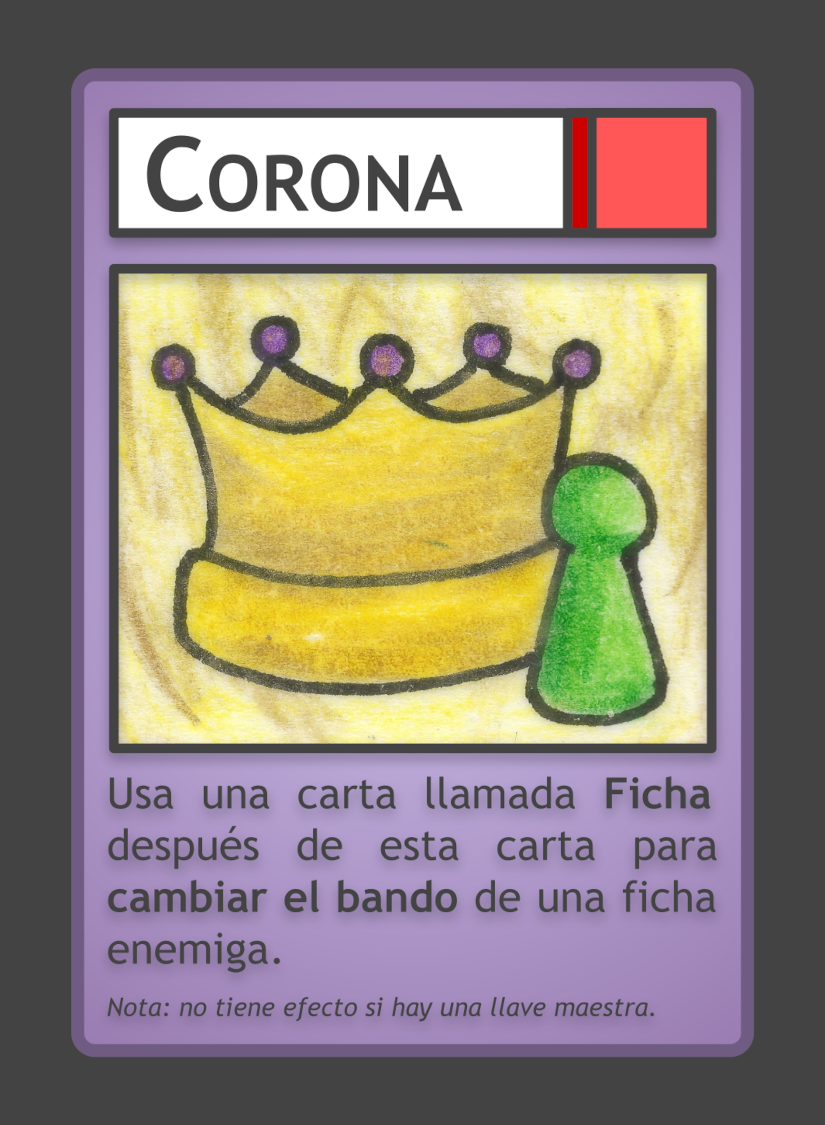 Corona
Usa una carta llamada Ficha
después de esta carta para
cambiar el bando de una ficha
enemiga.
Nota: no tiene efecto si hay una llave maestra.